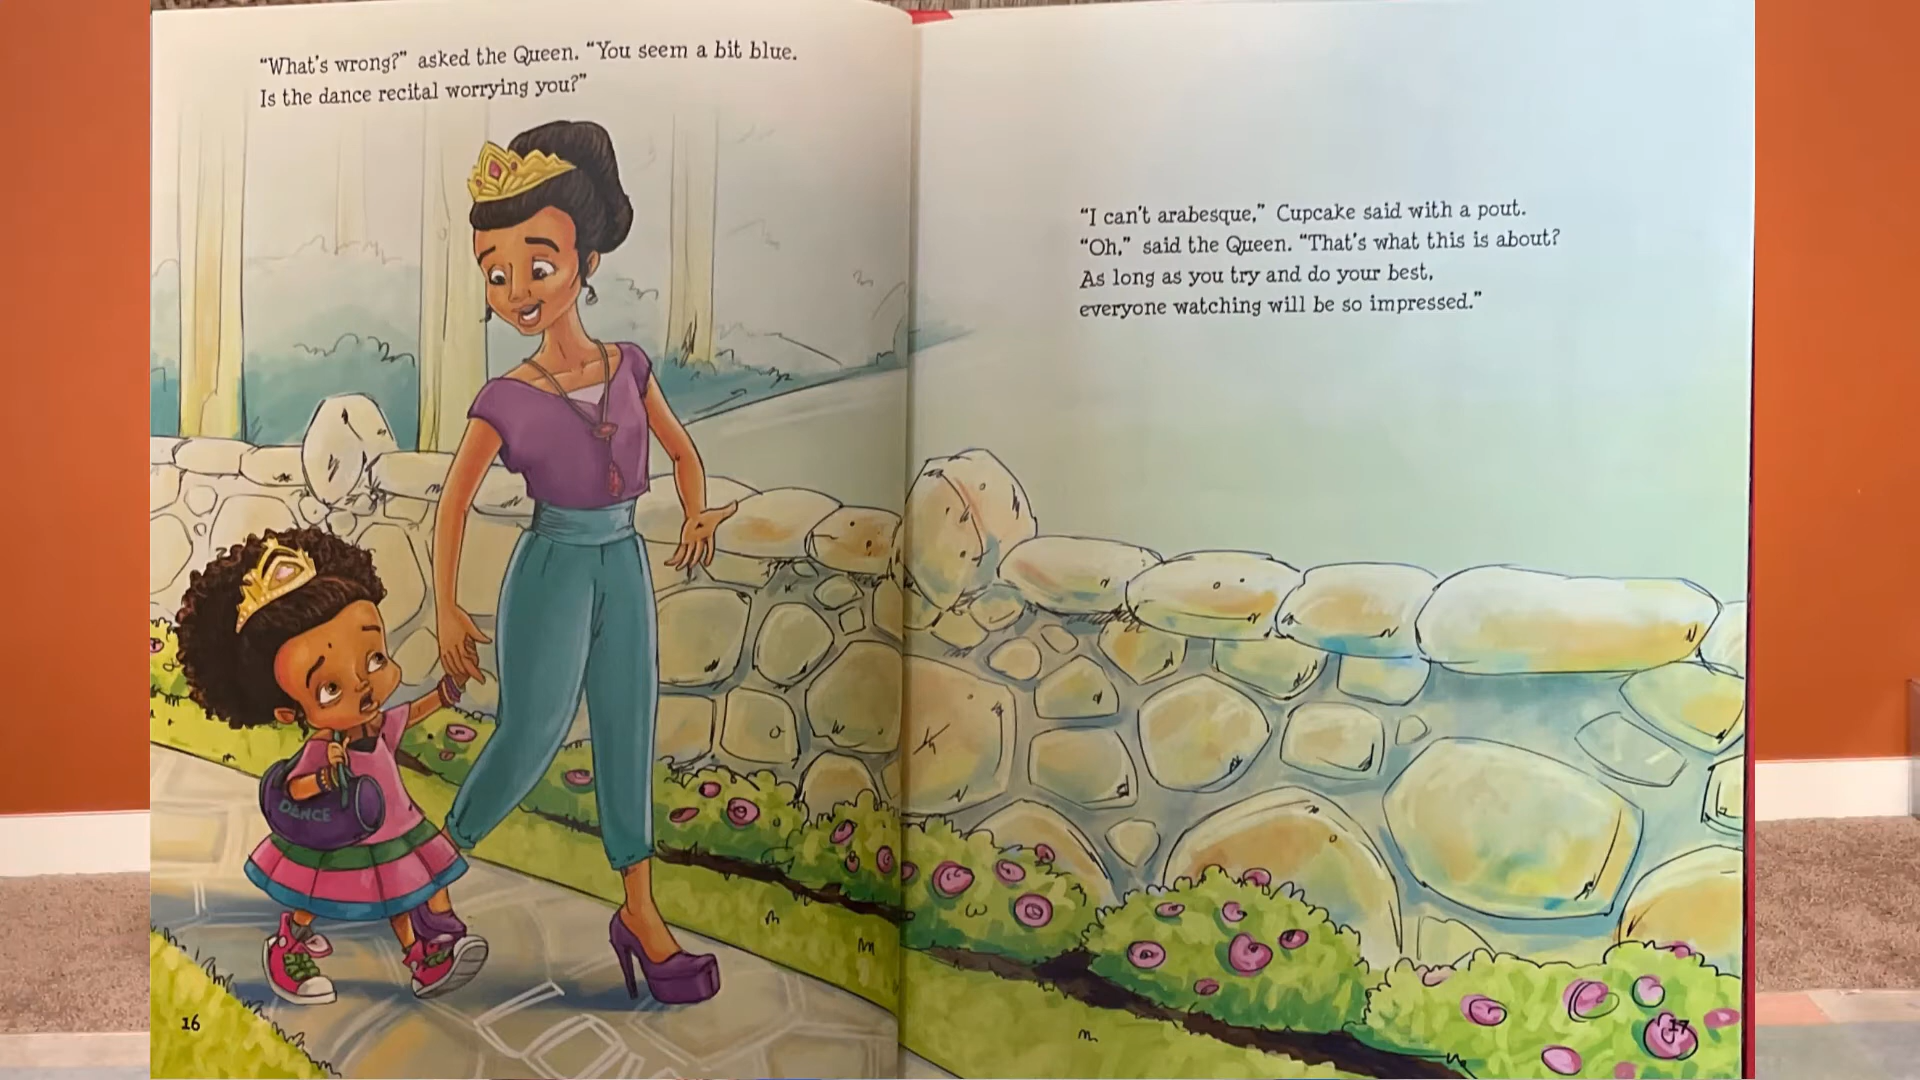 “What's wrong?” asked the Queen. “You seem a bit blue.
Is the dance recital worrying you?”
“I can't arabesque,” Cupcake said with a pout.
“Oh,” said the Queen. “That's what this is about?
As long as you try and do your best,
everyone watching will be so impressed.”
DANCE
16
17